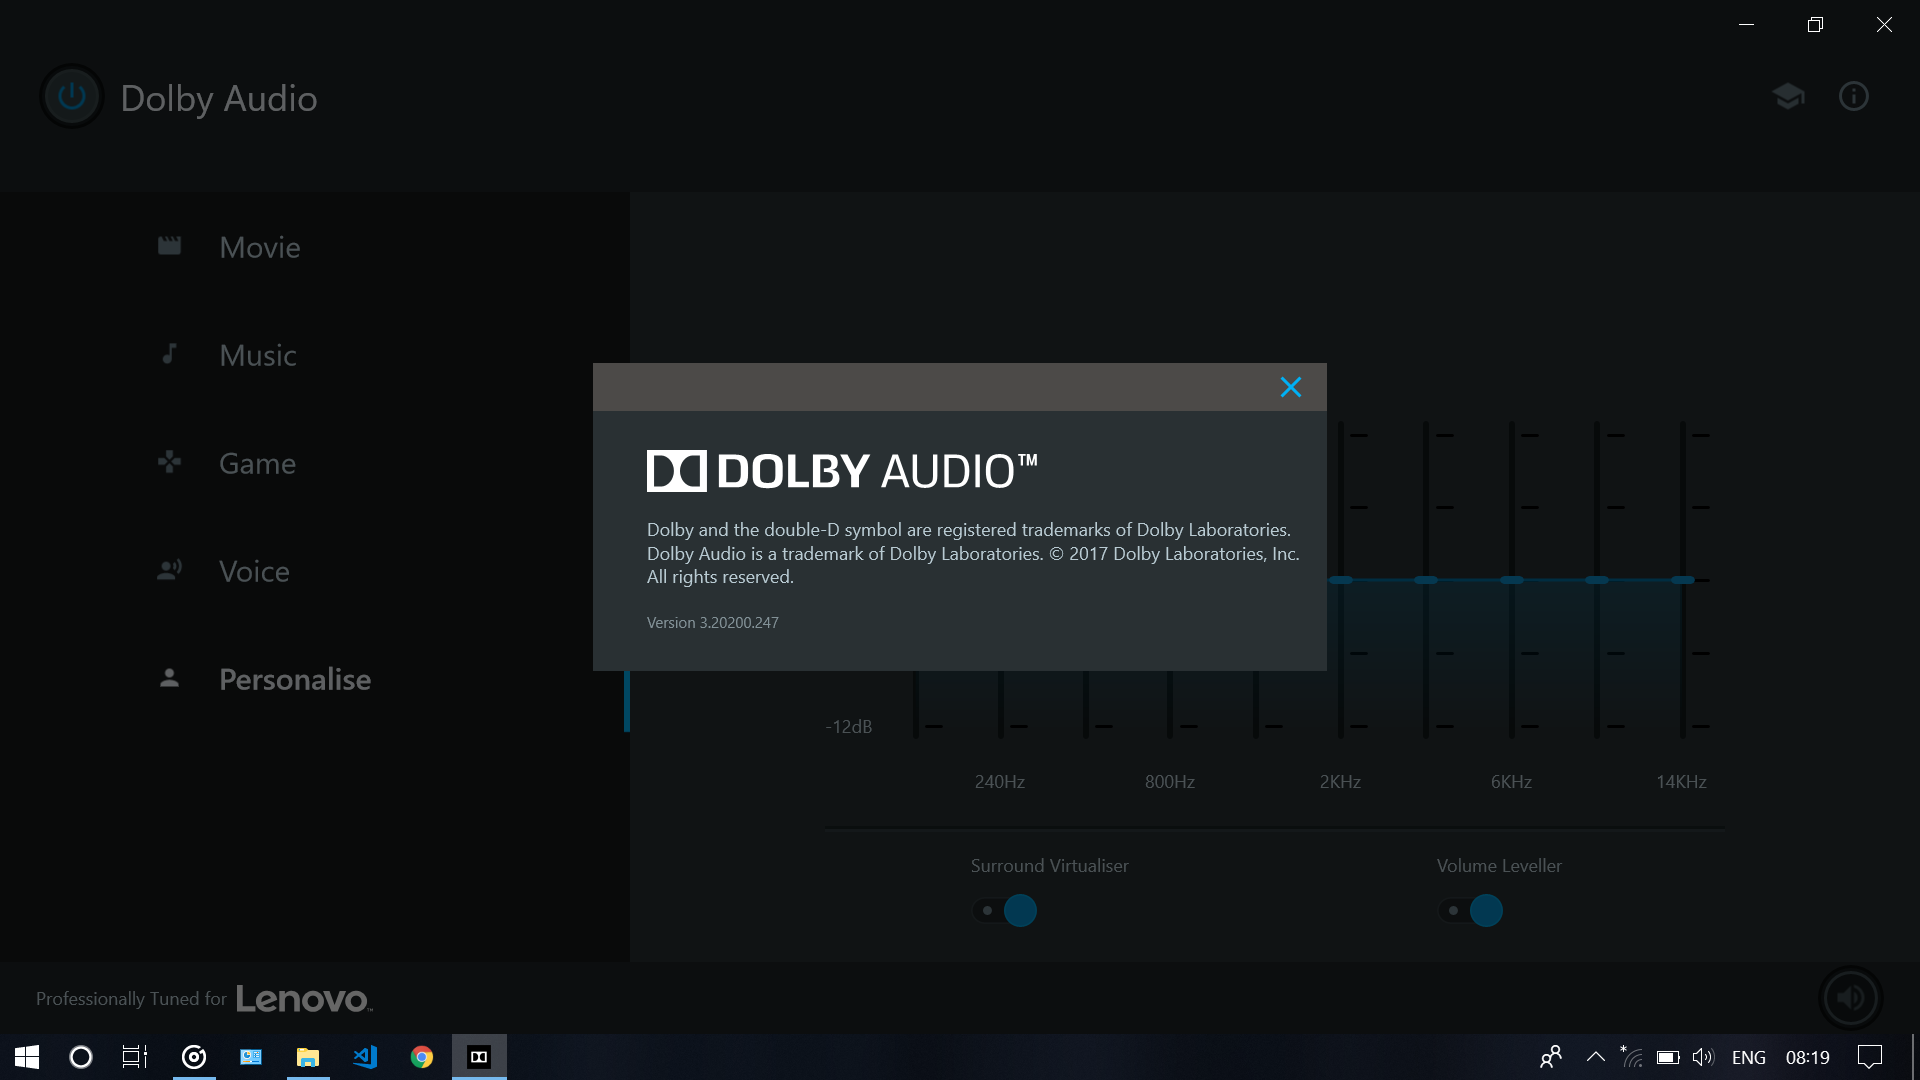 Dolby Audio
Movie
Music
Game
Voice
Personalise
DOLBY AUDIO™
Dolby and the double-D symbol are registered trademarks of Dolby Laboratories.
Dolby Audio is a trademark of Dolby Laboratories. © 2017 Dolby Laboratories, Inc.
All rights reserved.
Version 3.20200.247
-12dB
240Hz 800Hz 2KHz 6KHz 14KHz
Surround Virtualiser Volume Leveller
Professionally Tuned for Lenovo™
ENG 08:19